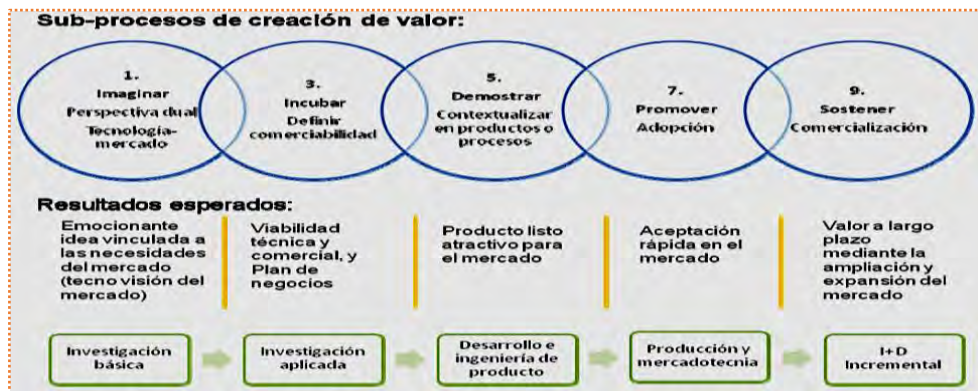 Sub-procesos de creación de valor:
1.
Imaginar
Perspectiva dual
Tecnología-
mercado
3.
Incubar
Definir
comerciabilidad
5.
Demostrar
Contextualizar
en productos o
procesos
7.
Promover
Adopción
9.
Sostener
Comercialización
Resultados esperados:
Emocionante
idea vinculada a
las necesidades
del mercado
(tecno visión del
mercado)
Viabilidad
técnica y
comercial, y
Plan de
negocios
Producto listo
atractivo para
el mercado
Aceptación
rápida en el
mercado
Valor a largo
plazo
mediante la
ampliación y
expansión del
mercado
Investigación
básica
Investigación
aplicada
Desarrollo e
ingeniería de
producto
Producción y
mercadotecnia
I+D
Incremental